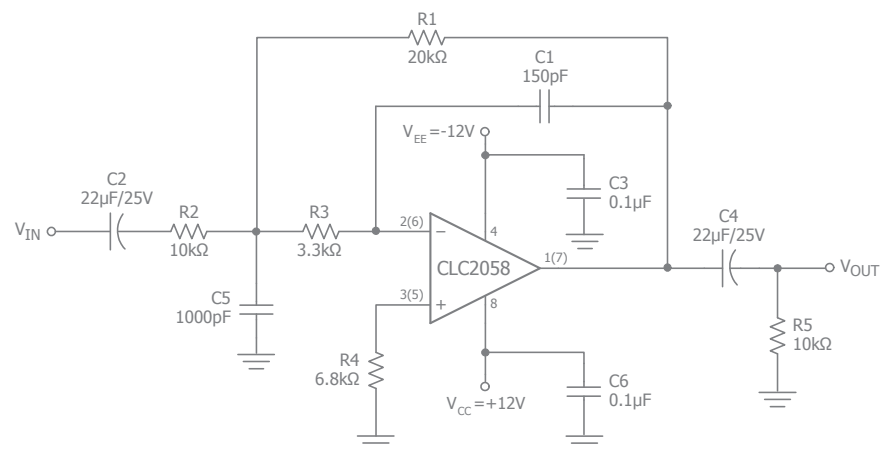 R1
20kΩ
C1
150pF
V_EE=-12V
C2
22µF/25V
R2
10kΩ
R3
3.3kΩ
C3
0.1µF
C4
22µF/25V
V_IN
2(6)
−
4
CLC2058
1(7)
V_OUT
C5
1000pF
3(5)
+
8
R4
6.8kΩ
R5
10kΩ
V_CC=+12V
C6
0.1µF